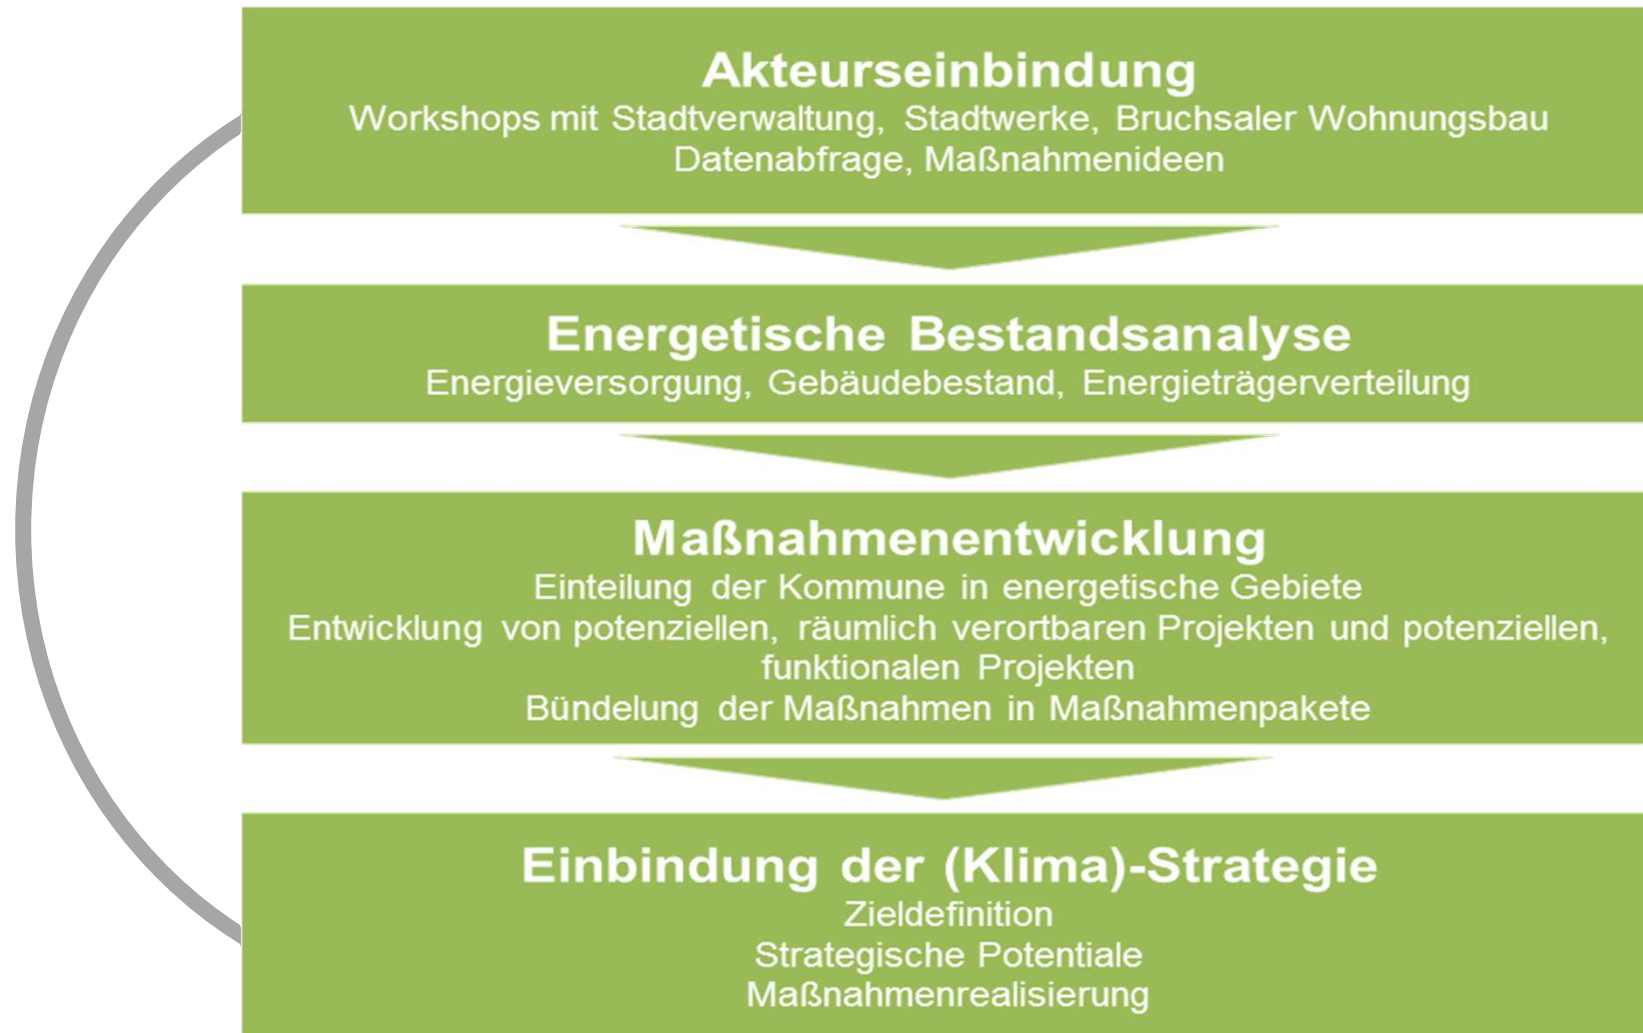 Akteurseinbindung
Workshops mit Stadtverwaltung, Stadtwerke, Bruchsaler Wohnungsbau
Datenabfrage, Maßnahmenideen
Energetische Bestandsanalyse
Energieversorgung, Gebäudebestand, Energieträgerverteilung
Maßnahmenentwicklung
Einteilung der Kommune in energetische Gebiete
Entwicklung von potenziellen, räumlich verortbaren Projekten und potenziellen,
funktionalen Projekten
Bündelung der Maßnahmen in Maßnahmenpakete
Einbindung der (Klima)-Strategie
Zieldefinition
Strategische Potentiale
Maßnahmenrealisierung